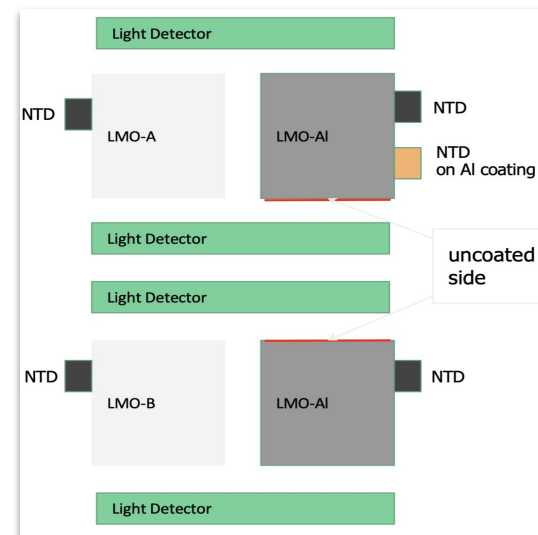 Light Detector
NTD
LMO-A
LMO-Al
NTD
NTD
on Al coating
Light Detector
uncoated
side
Light Detector
NTD
LMO-B
LMO-Al
NTD
Light Detector